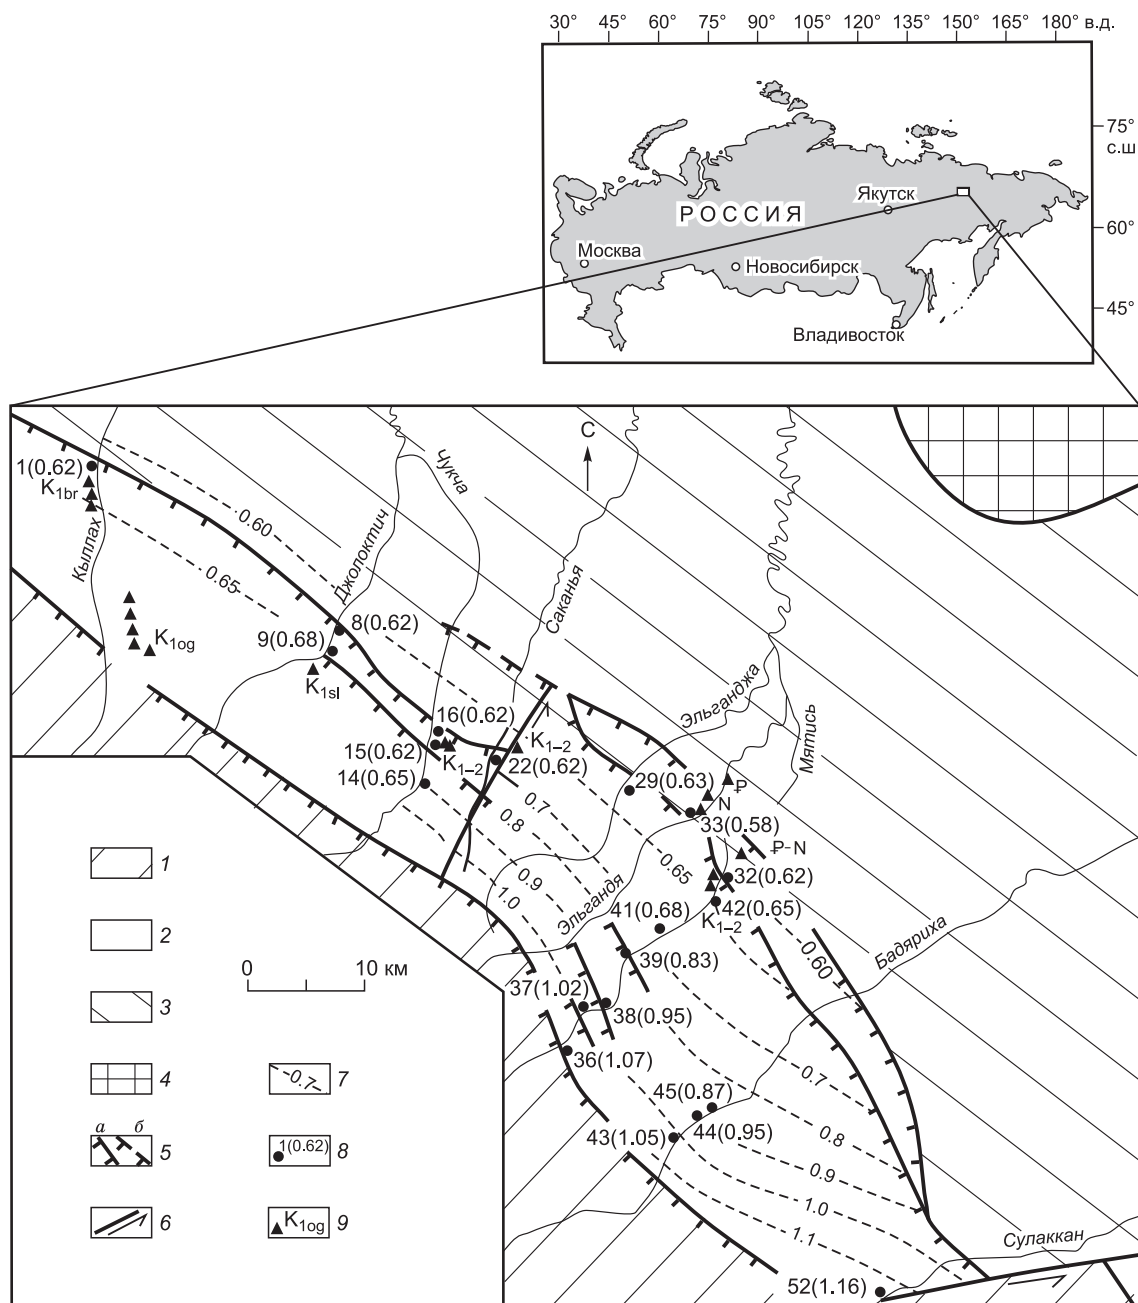 30° 45° 60° 75° 90° 105° 120° 135° 150° 165° 180° в.д.
75°
с.ш
60°
45°
РОССИЯ
Якутск
Москва
Новосибирск
Владивосток
С
1(0.62)
K1br
Кыллах
0.60
0.65
Джолоктич
Чукча
Саканья
8(0.62)
9(0.68)
K1og
K1sl
Эльганджа
Мятись
16(0.62)
15(0.62)
K1–2
14(0.65)
K1–2
22(0.62)
29(0.63)
₽
N
33(0.58)
0.7
0.8
0.9
1.0
0.65
₽-N
32(0.62)
Эльгандя
41(0.68)
42(0.65)
K1–2
39(0.83)
0.60
Бадяриха
37(1.02)
38(0.95)
36(1.07)
0.7
45(0.87)
44(0.95)
43(1.05)
0.8
0.9
1.0
1.1
Сулаккан
52(1.16)
0 10 км
1
2
3
4
а б
5
6
0.7 7
1(0.62) 8
K1og 9